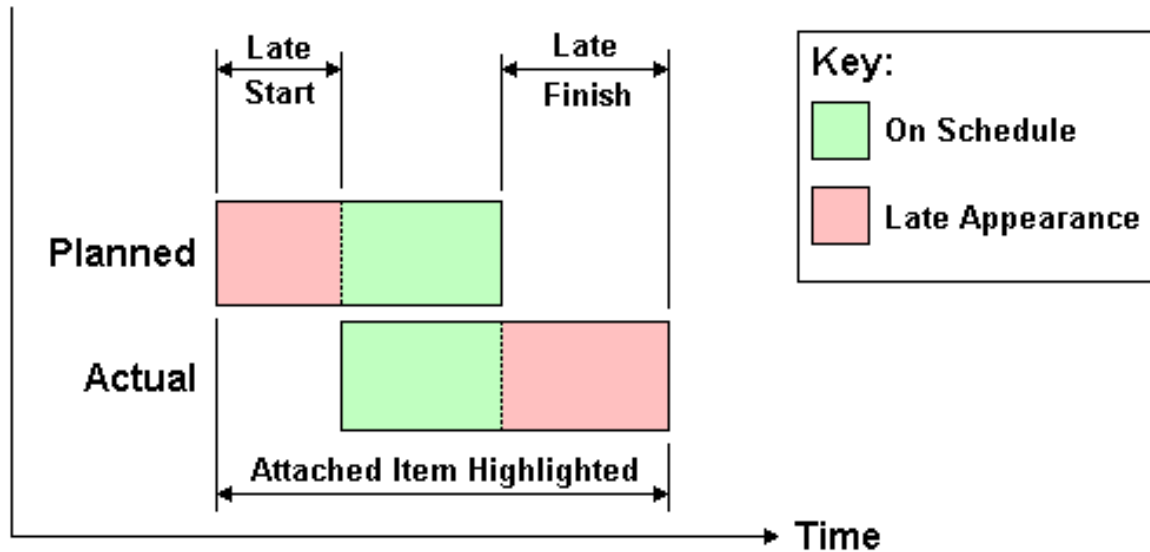 Late
Start
Late
Finish
Key:
On Schedule
Late Appearance
Planned
Actual
Attached Item Highlighted
Time